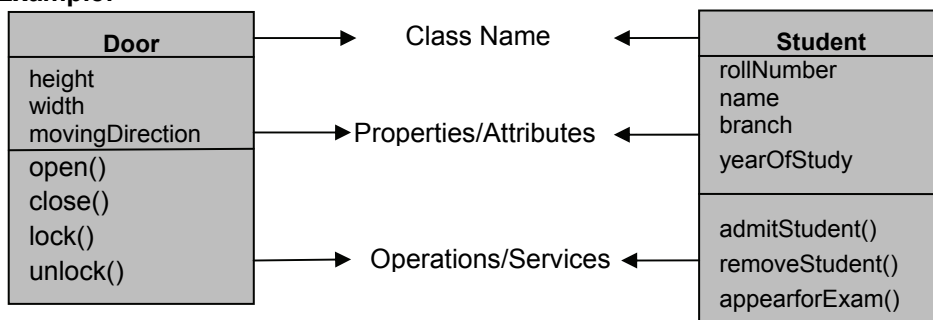 Example:
Door
height
width
movingDirection
open()
close()
lock()
unlock()
Class Name
Properties/Attributes
Operations/Services
Student
rollNumber
name
branch
yearOfStudy
admitStudent()
removeStudent()
appearforExam()